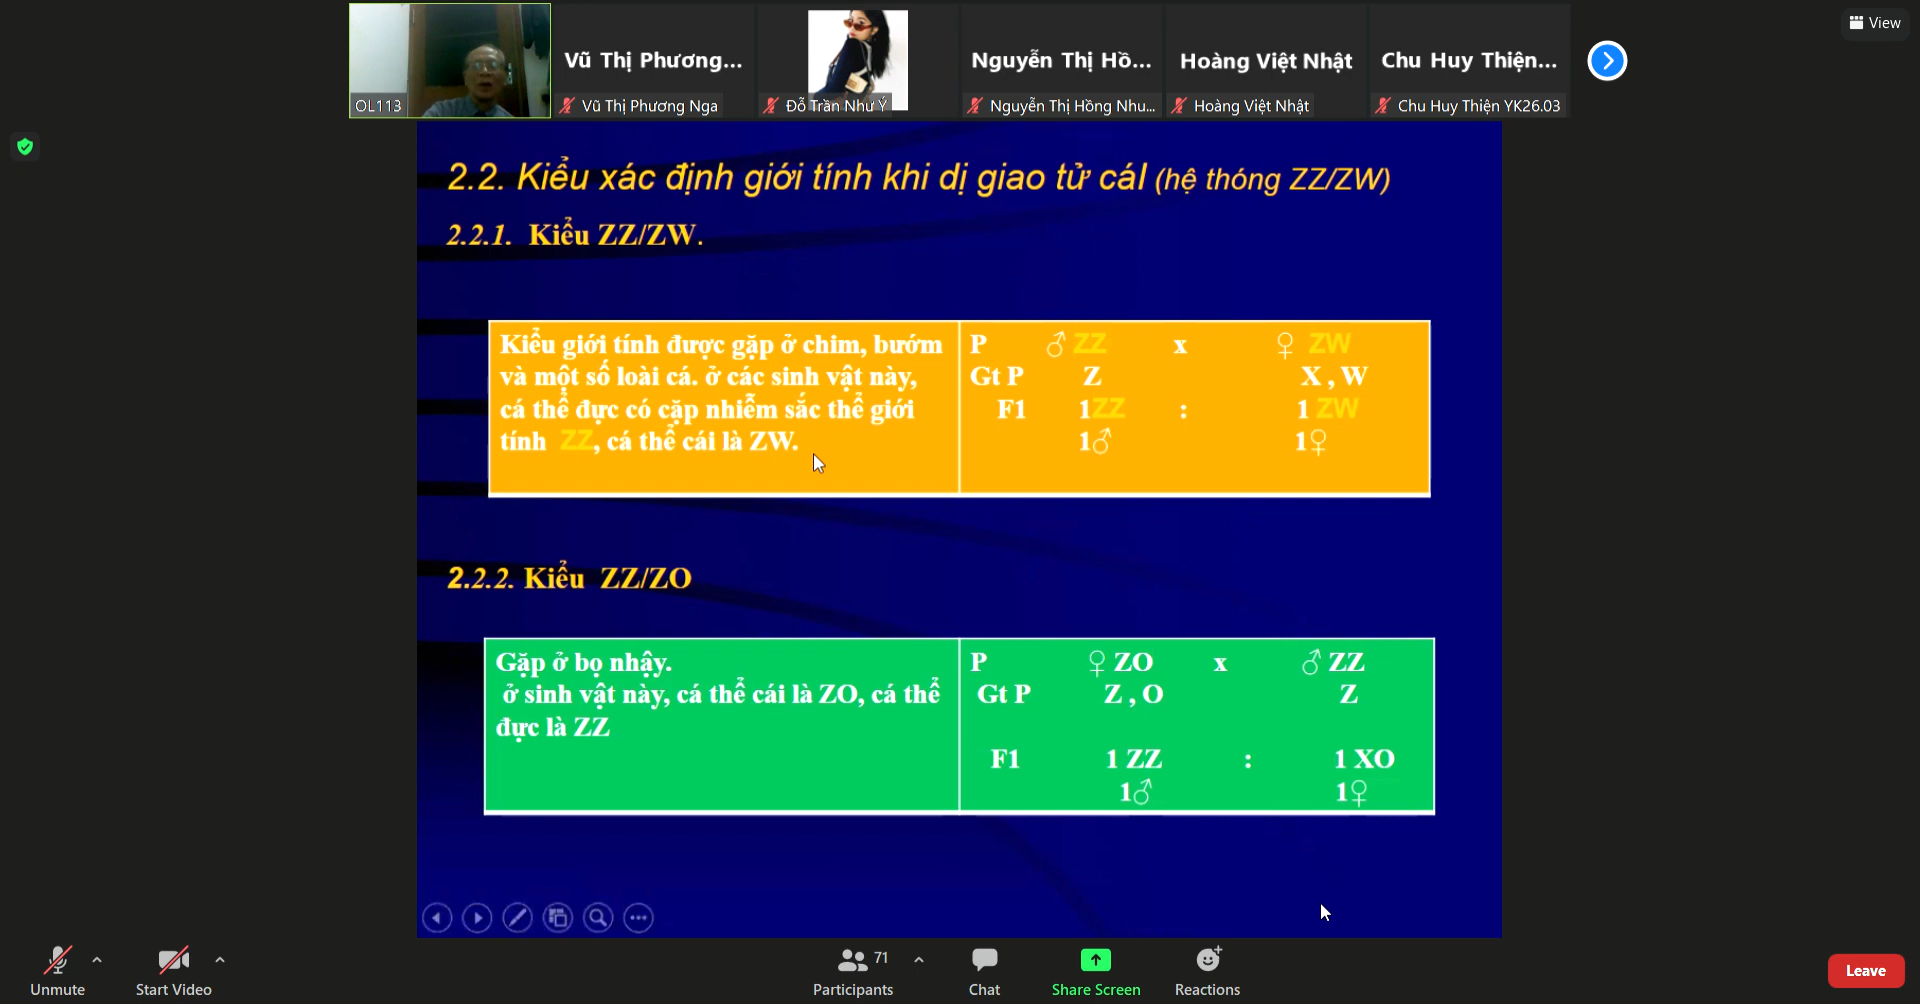 View
Vũ Thị Phương...
Nguyễn Thị Hồ...
Hoàng Việt Nhật
Chu Huy Thiện...
OL113
Vũ Thị Phương Nga
Đỗ Trần Như Ý
Nguyễn Thị Hồng Nhu...
Hoàng Việt Nhật
Chu Huy Thiện YK26.03
2.2. Kiểu xác định giới tính khi dị giao tử cáI (hệ thóng ZZ/ZW)
2.2.1. Kiểu ZZ/ZW.
Kiểu giới tính được gặp ở chim, bướm
và một số loài cá. ở các sinh vật này,
cá thể đực có cặp nhiễm sắc thể giới
tính ZZ, cá thể cái là ZW.
P ♂ ZZ x ♀ ZW
Gt P Z X , W
F1 1ZZ : 1 ZW
1♂ 1♀
2.2.2. Kiểu ZZ/ZO
Gặp ở bọ nhậy.
ở sinh vật này, cá thể cái là ZO, cá thể
đực là ZZ
P ♀ ZO x ♂ ZZ
Gt P Z , O Z
F1 1 ZZ : 1 XO
1♂ 1♀
Unmute
Start Video
71
Participants
Chat
Share Screen
Reactions
Leave